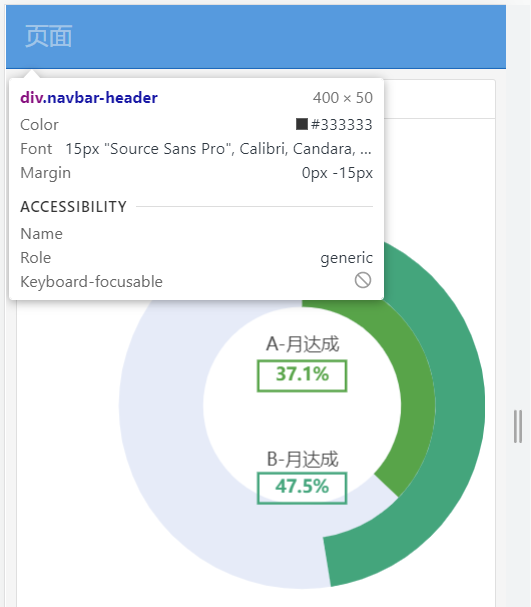 页面
div.navbar-header 400 × 50
Color #333333
Font 15px "Source Sans Pro", Calibri, Candara, ...
Margin 0px -15px
ACCESSIBILITY
Name
Role generic
Keyboard-focusable
A-月达成
37.1%
B-月达成
47.5%